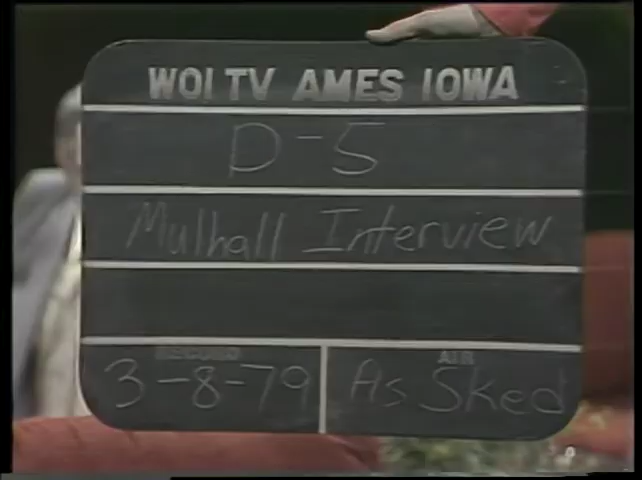 WOI TV AMES IOWA
D-5
Mulhall Interview
RECORD AIR
3-8-79 As Sked